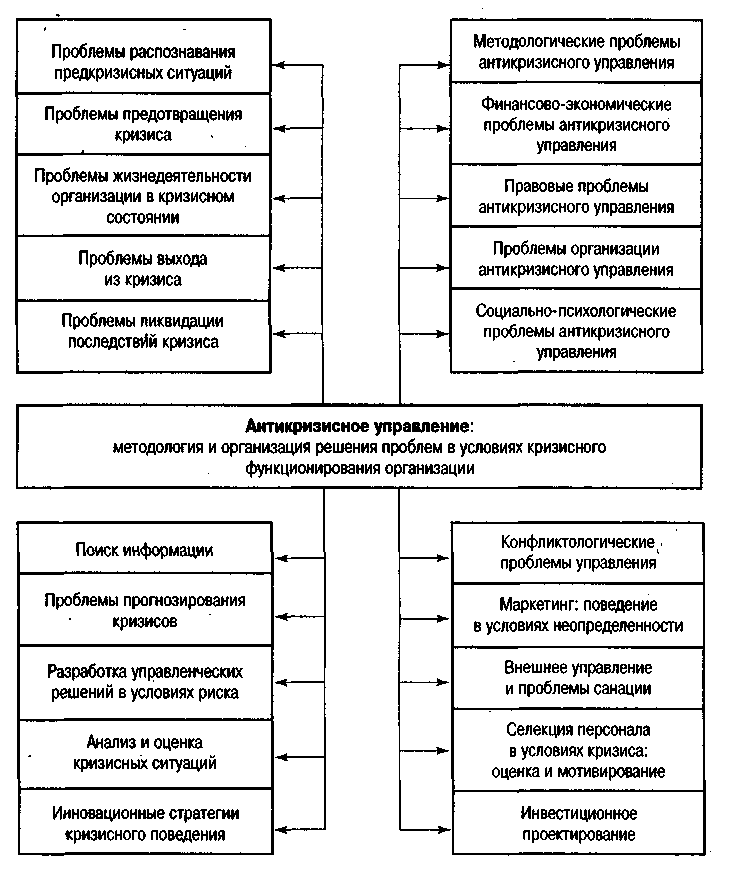 Проблемы распознавания
предкризисных ситуаций
Проблемы предотвращения
кризиса
Проблемы жизнедеятельности
организации в кризисном
состоянии
Проблемы выхода
из кризиса
Проблемы ликвидации
последствий кризиса
Методологические проблемы
антикризисного управления
Финансово-экономические
проблемы антикризисного
управления
Правовые проблемы
антикризисного управления
Проблемы организации
антикризисного управления
Социально-психологические
проблемы антикризисного
управления
Антикризисное управление:
методология и организация решения проблем в условиях кризисного
функционирования организации
Поиск информации
Проблемы прогнозирования
кризисов
Разработка управленческих
решений в условиях риска
Анализ и оценка
кризисных ситуаций
Инновационные стратегии
кризисного поведения
Конфликтологические
проблемы управления
Маркетинг: поведение
в условиях неопределенности
Внешнее управление
и проблемы санации
Селекция персонала
в условиях кризиса:
оценка и мотивирование
Инвестиционное
проектирование